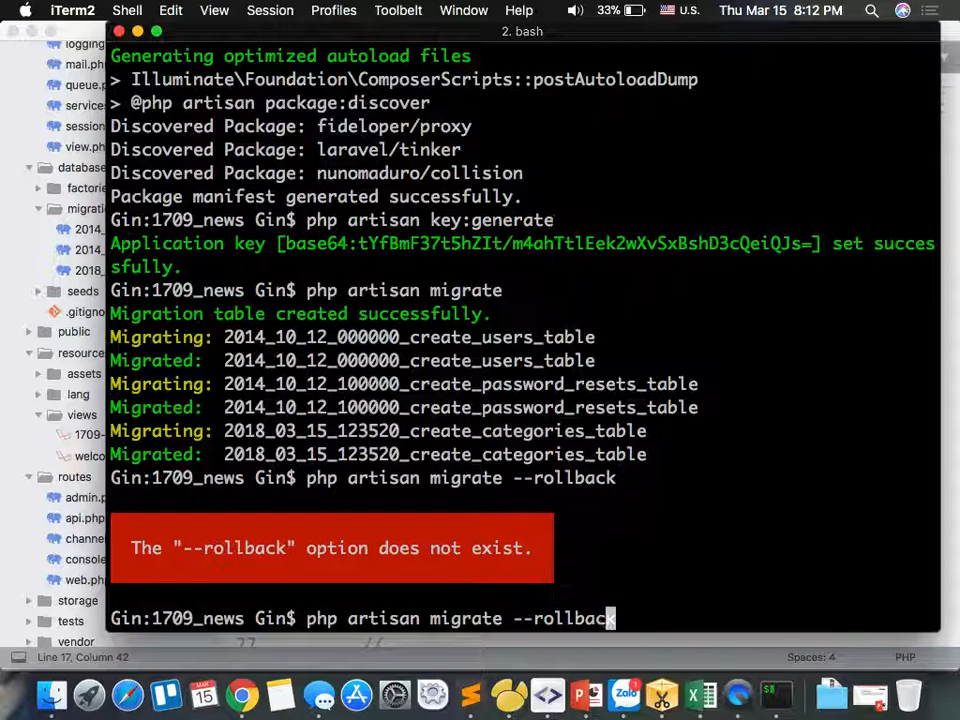 iTerm2 Shell Edit View Session Profiles Toolbelt Window Help 33% U.S. Thu Mar 15 8:12 PM
2. bash
logging
mail.ph
queue.p
services
session
view.ph
database
factorie
migratio
2014_
2014_
2018_
seeds
.gitigno
public
resource
assets
lang
views
1709-
welco
routes
admin.p
api.php
channe
console
web.ph
storage
tests
vendor
Generating optimized autoload files
> Illuminate\Foundation\ComposerScripts::postAutoloadDump
> @php artisan package:discover
Discovered Package: fideloper/proxy
Discovered Package: laravel/tinker
Discovered Package: nunomaduro/collision
Package manifest generated successfully.
Gin:1709_news Gin$ php artisan key:generate
Application key [base64:tYfBmF37t5hZIt/m4ahTtlEek2wXvSxBshD3cQeiQJs=] set succes
sfully.
Gin:1709_news Gin$ php artisan migrate
Migration table created successfully.
Migrating: 2014_10_12_000000_create_users_table
Migrated:  2014_10_12_000000_create_users_table
Migrating: 2014_10_12_100000_create_password_resets_table
Migrated:  2014_10_12_100000_create_password_resets_table
Migrating: 2018_03_15_123520_create_categories_table
Migrated:  2018_03_15_123520_create_categories_table
Gin:1709_news Gin$ php artisan migrate --rollback
The "--rollback" option does not exist.
Gin:1709_news Gin$ php artisan migrate --rollback
27 //
Line 17, Column 42 Spaces: 4 PHP
MAR
15
Zalo
1